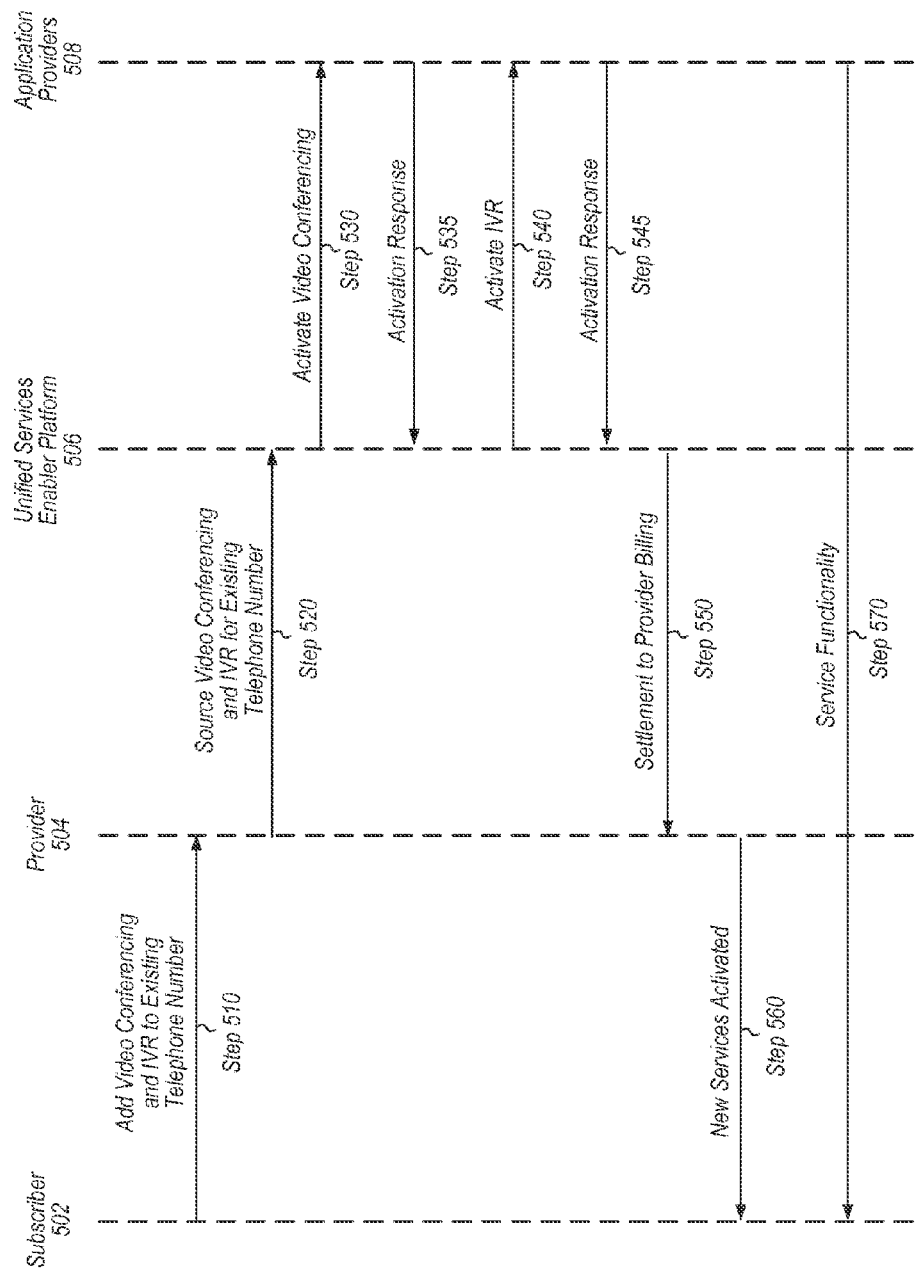 Subscriber
502
Provider
504
Unified Services
Enabler Platform
506
Application
Providers
508
Add Video Conferencing
and IVR to Existing
Telephone Number
Step 510
Source Video Conferencing
and IVR for Existing
Telephone Number
Step 520
Activate Video Conferencing
Step 530
Activation Response
Step 535
Activate IVR
Step 540
Activation Response
Step 545
Settlement to Provider Billing
Step 550
New Services Activated
Step 560
Service Functionality
Step 570